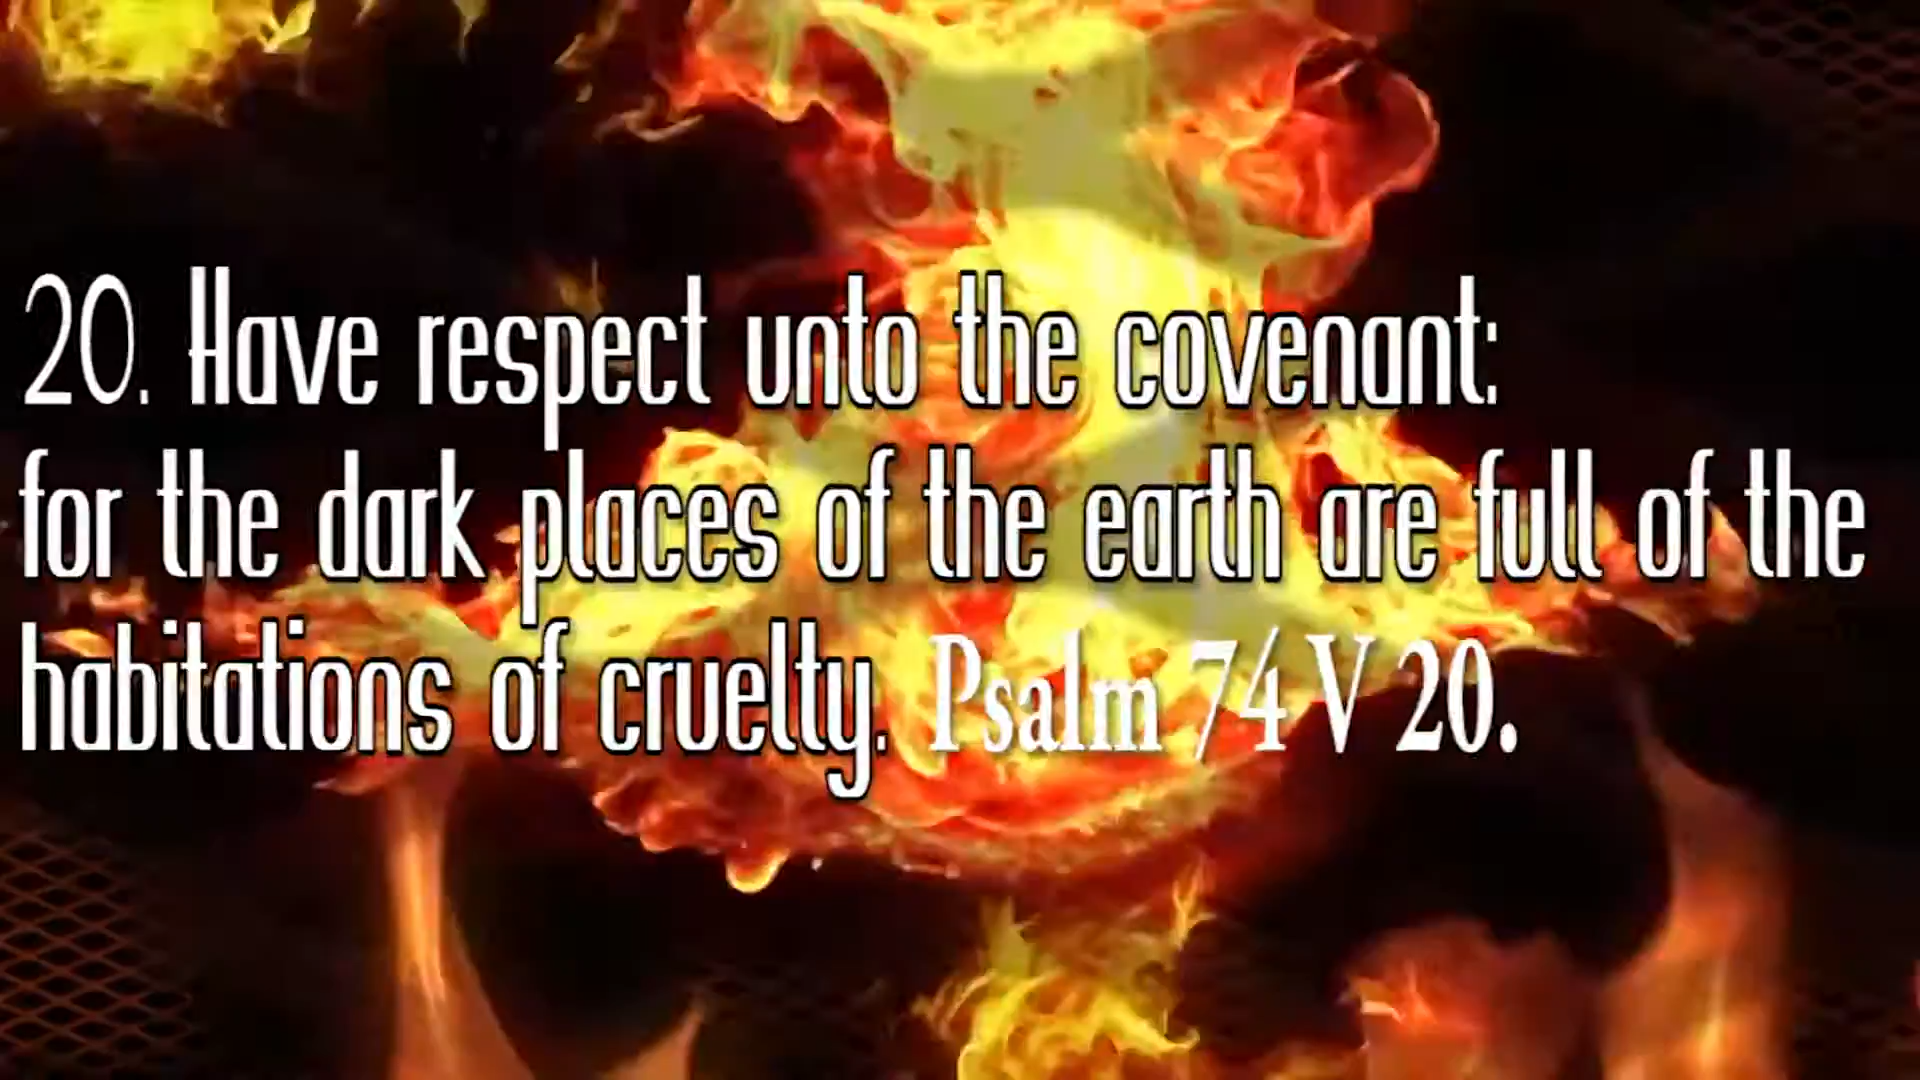 20. Have respect unto the covenant:
for the dark places of the earth are full of the
habitations of cruelty. Psalm 74 V 20.